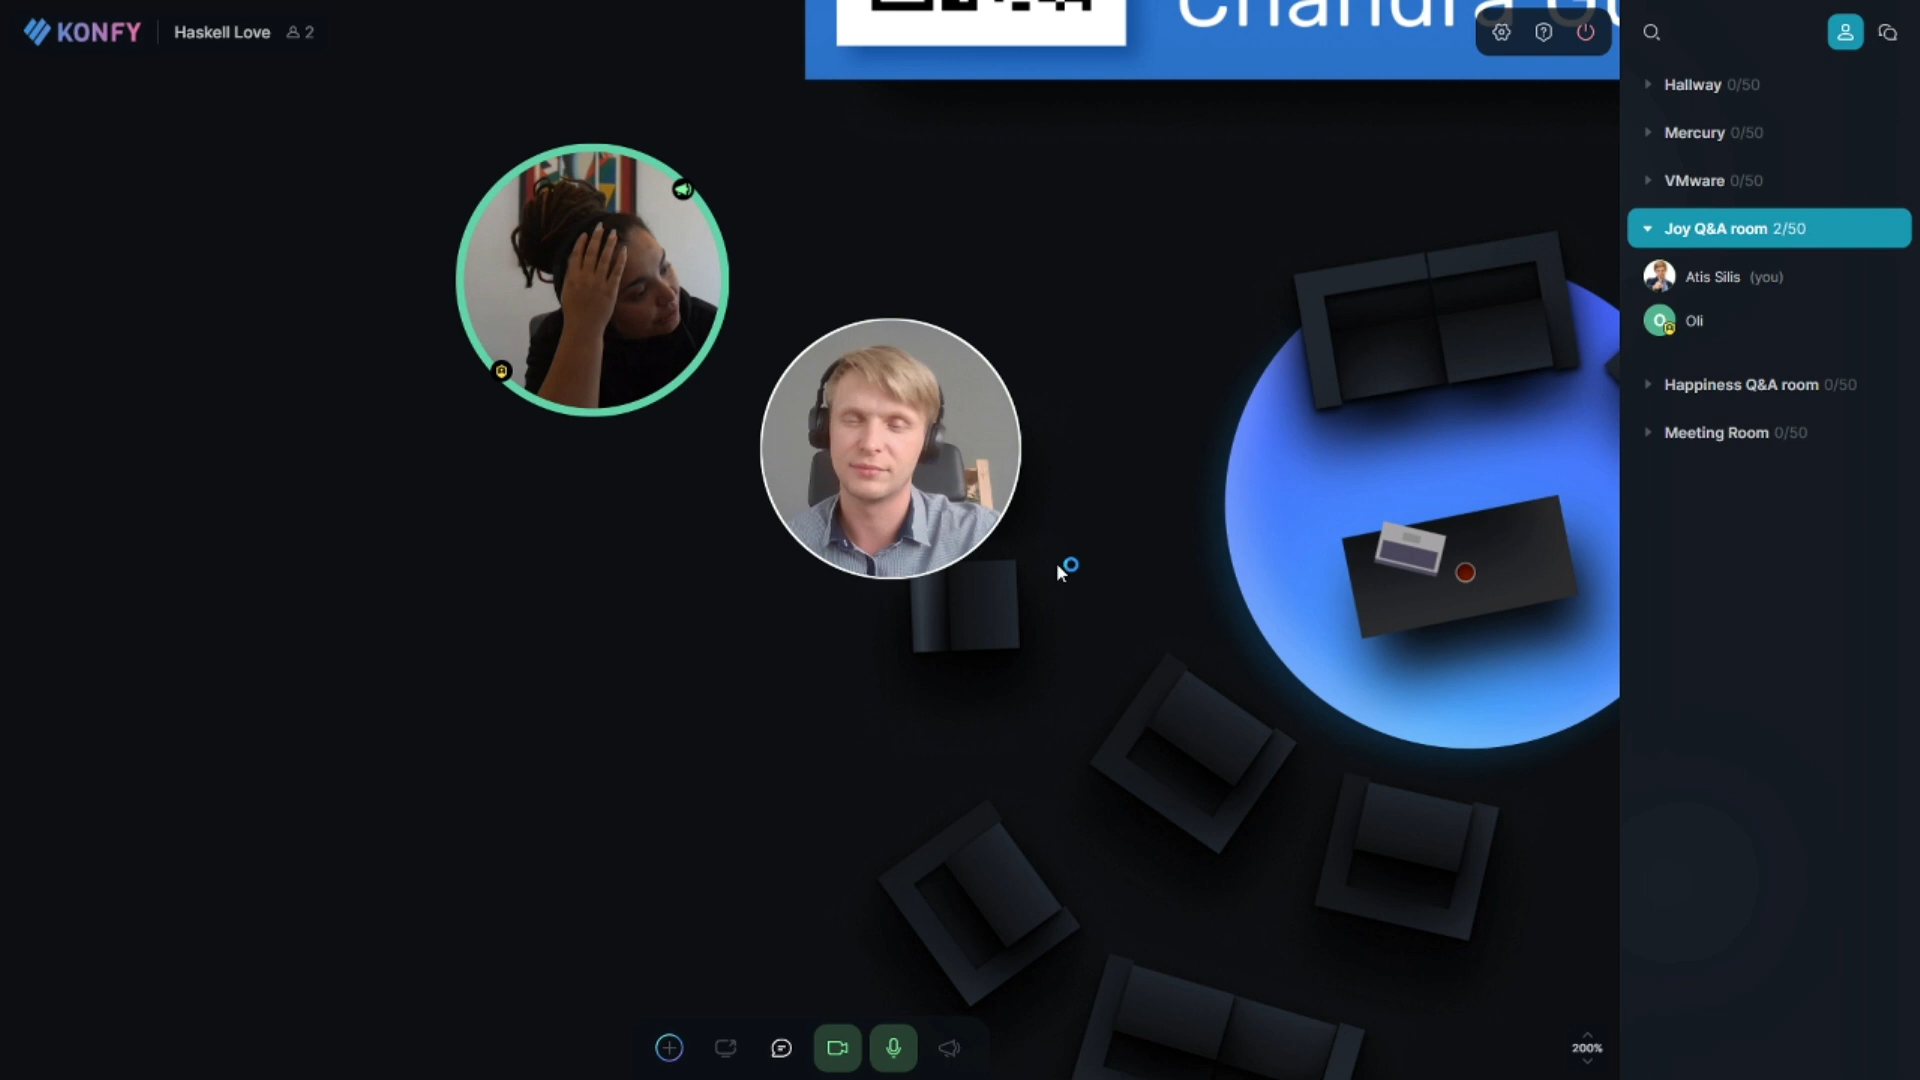 KONFY
Haskell Love
2
Chandra
Hallway 0/50
Mercury 0/50
VMware 0/50
Joy Q&A room 2/50
Atis Silis (you)
O
Oli
Happiness Q&A room 0/50
Meeting Room 0/50
200%